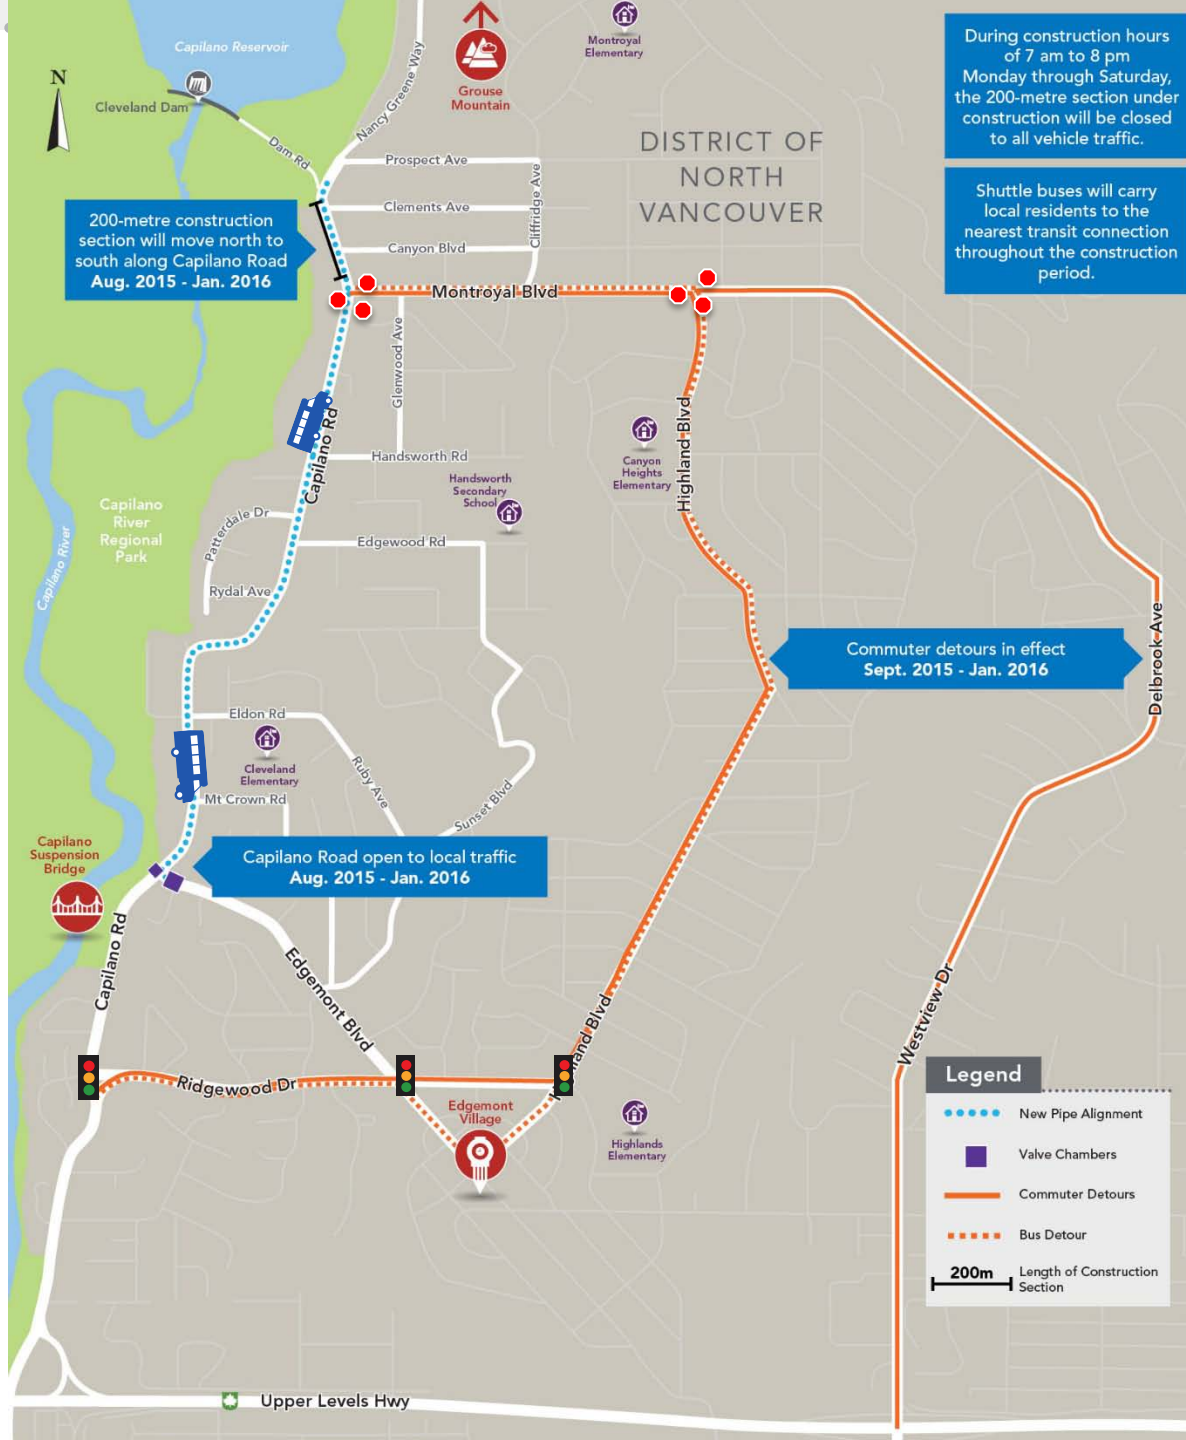 Capilano Reservoir
N
Cleveland Dam
Dam Rd
Nancy Greene Way
Grouse
Mountain
Montroyal
Elementary
DISTRICT OF
NORTH
VANCOUVER
During construction hours
of 7 am to 8 pm
Monday through Saturday,
the 200-metre section under
construction will be closed
to all vehicle traffic.
Shuttle buses will carry
local residents to the
nearest transit connection
throughout the construction
period.
Prospect Ave
Clements Ave
Cliffridge Ave
Canyon Blvd
200-metre construction
section will move north to
south along Capilano Road
Aug. 2015 - Jan. 2016
Montroyal Blvd
Glenwood Ave
Capilano Rd
Handsworth Rd
Handsworth
Secondary
School
Canyon
Heights
Elementary
Highland Blvd
Capilano
River
Regional
Park
Capilano River
Patterdale Dr
Edgewood Rd
Rydal Ave
Commuter detours in effect
Sept. 2015 - Jan. 2016
Delbrook Ave
Eldon Rd
Cleveland
Elementary
Ruby Ave
Mt Crown Rd
Sunset Blvd
Capilano
Suspension
Bridge
Capilano Road open to local traffic
Aug. 2015 - Jan. 2016
Capilano Rd
Edgemont Blvd
Westview Dr
Ridgewood Dr
Edgemont
Village
Highlands
Elementary
Legend
New Pipe Alignment
Valve Chambers
Commuter Detours
Bus Detour
200m
Length of Construction
Section
Upper Levels Hwy